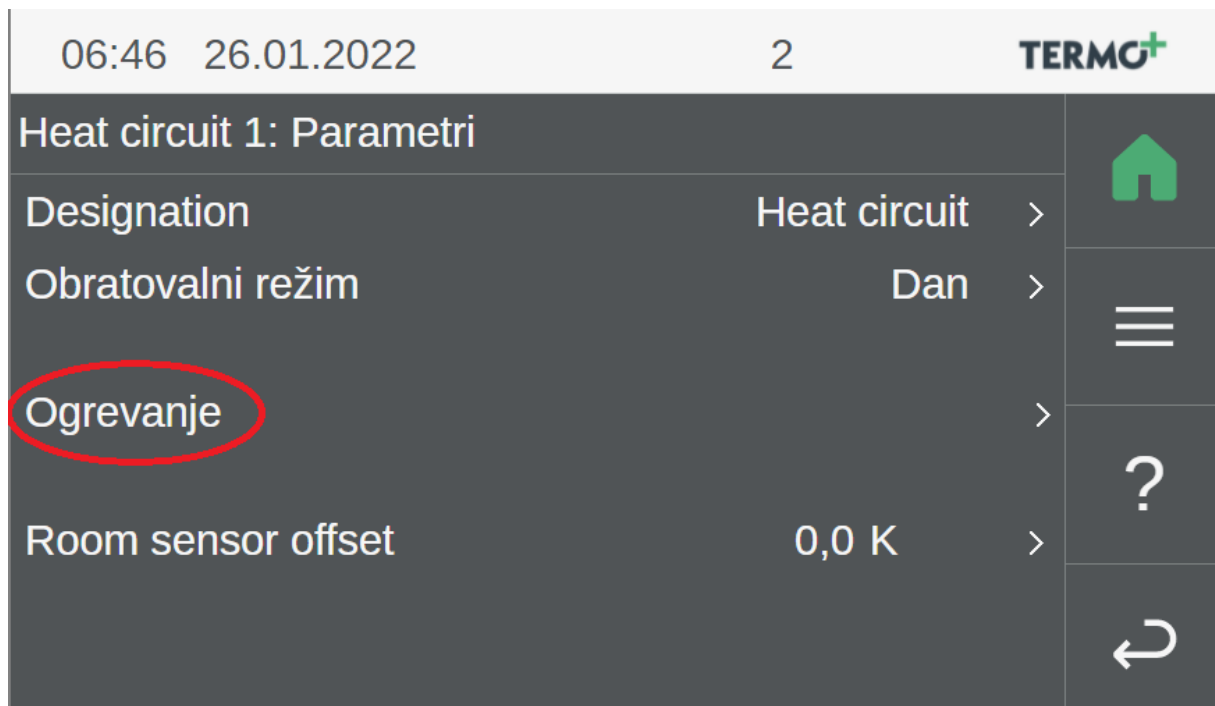 06:46 26.01.2022 2 TERMO+
Heat circuit 1: Parametri
Designation Heat circuit >
Obratovalni režim Dan >
Ogrevanje >
?
Room sensor offset 0,0 K >